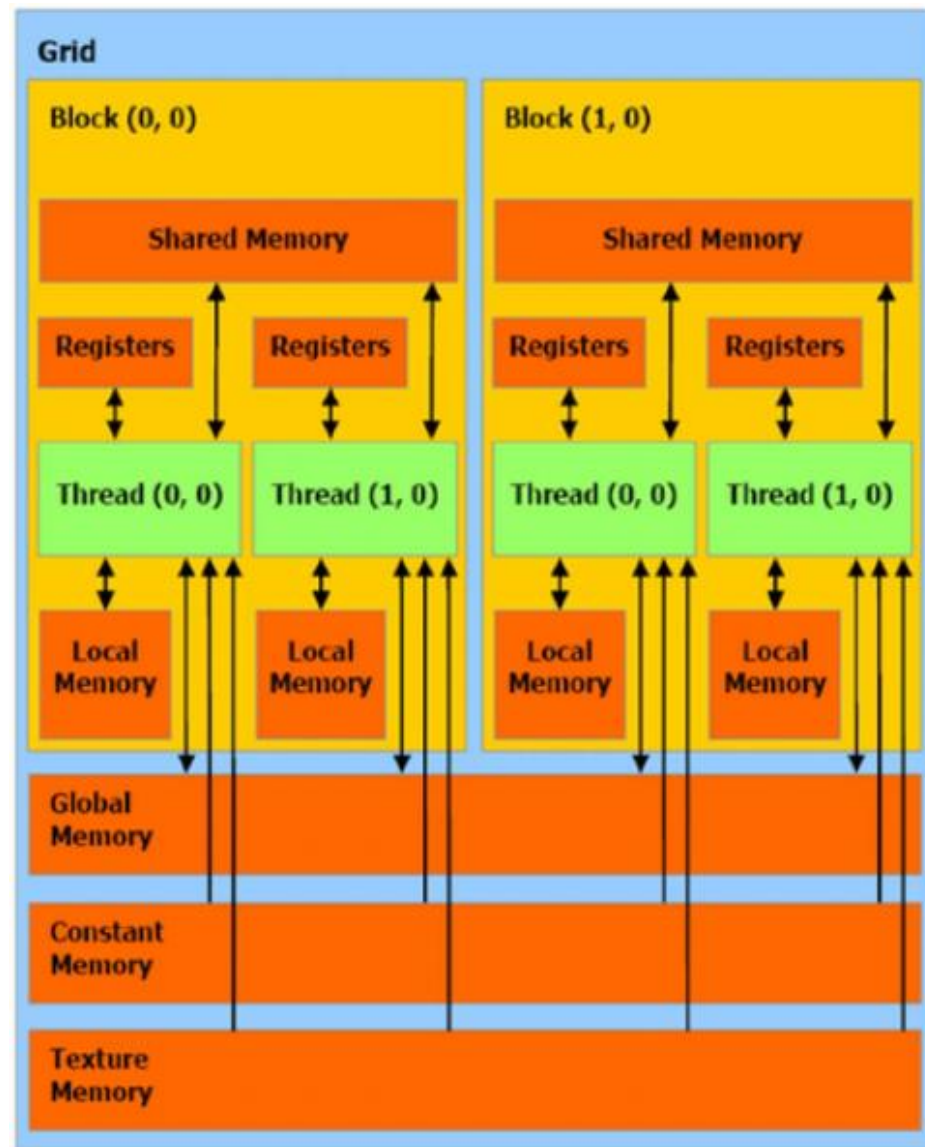 Grid
Block (0, 0)
Block (1, 0)
Shared Memory
Shared Memory
Registers
Registers
Registers
Registers
Thread (0, 0)
Thread (1, 0)
Thread (0, 0)
Thread (1, 0)
Local
Memory
Local
Memory
Local
Memory
Local
Memory
Global
Memory
Constant
Memory
Texture
Memory